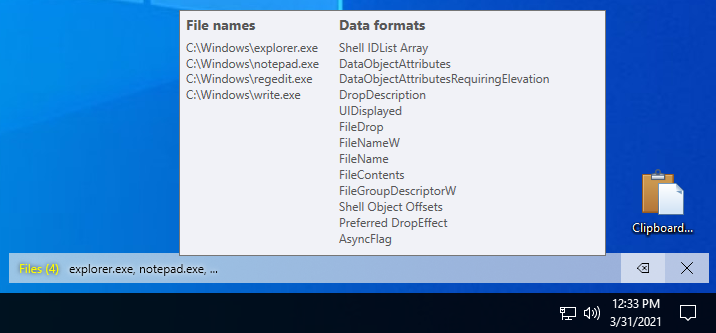 File names
C:\Windows\explorer.exe
C:\Windows\notepad.exe
C:\Windows\regedit.exe
C:\Windows\write.exe
Data formats
Shell IDList Array
DataObjectAttributes
DataObjectAttributesRequiringElevation
DropDescription
UIDisplayed
FileDrop
FileNameW
FileName
FileContents
FileGroupDescriptorW
Shell Object Offsets
Preferred DropEffect
AsyncFlag
Clipboard...
Files (4) explorer.exe, notepad.exe, ...
12:33 PM
3/31/2021